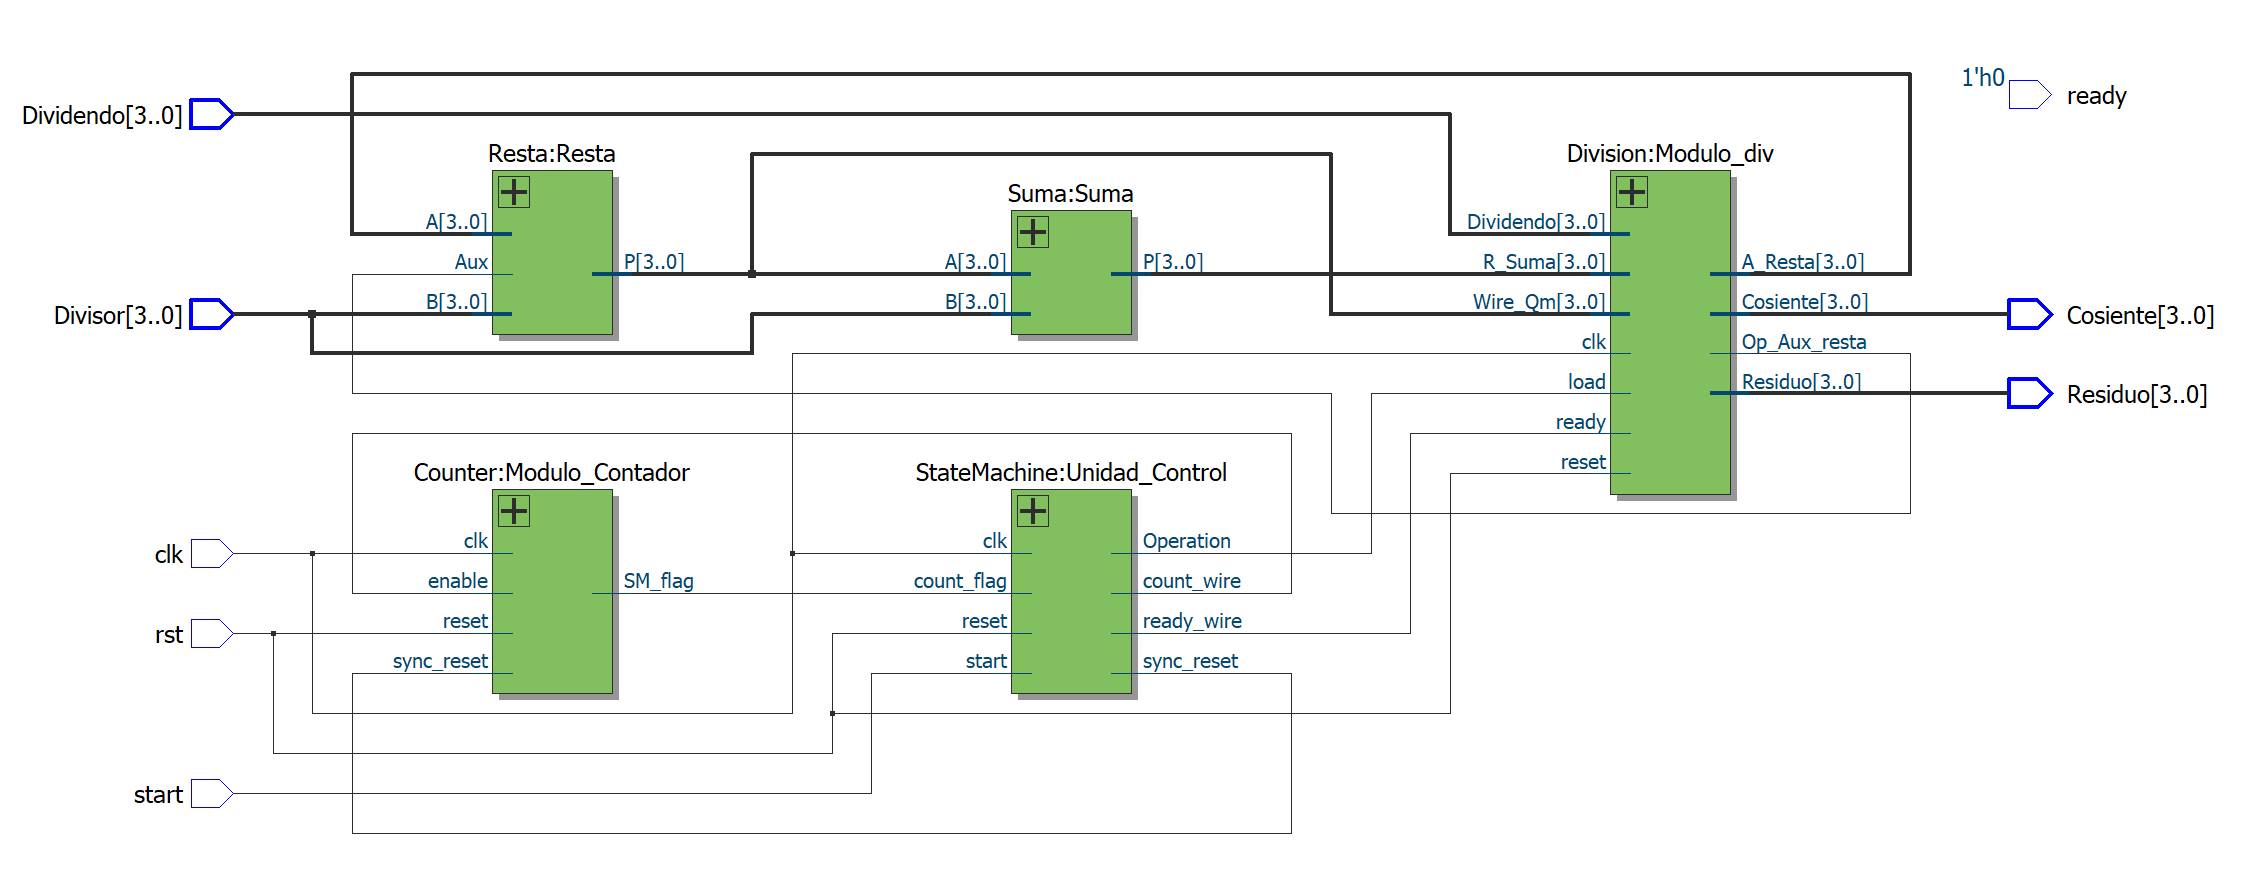 1'h0
ready
Dividendo[3..0]
Resta:Resta
A[3..0]
Aux
B[3..0]
P[3..0]
Suma:Suma
A[3..0]
B[3..0]
P[3..0]
Division:Modulo_div
Dividendo[3..0]
R_Suma[3..0]
Wire_Qm[3..0]
clk
load
ready
reset
A_Resta[3..0]
Cosiente[3..0]
Op_Aux_resta
Residuo[3..0]
Cosiente[3..0]
Residuo[3..0]
Divisor[3..0]
Counter:Modulo_Contador
clk
enable
reset
sync_reset
SM_flag
StateMachine:Unidad_Control
clk
count_flag
reset
start
Operation
count_wire
ready_wire
sync_reset
clk
rst
start